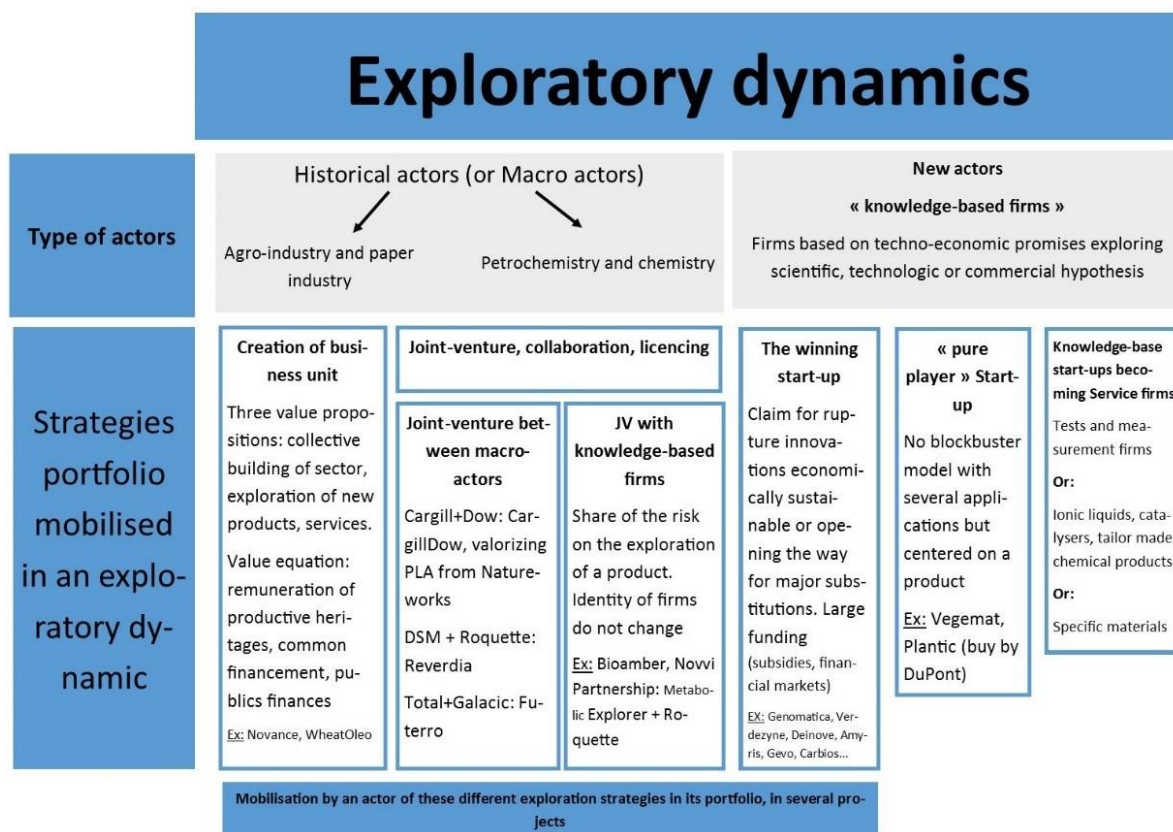 Exploratory dynamics
Type of actors
Historical actors (or Macro actors)
Agro-industry and paper
industry
Petrochemistry and chemistry
New actors
« knowledge-based firms »
Firms based on techno-economic promises exploring
scientific, technologic or commercial hypothesis
Strategies
portfolio
mobilised
in an explo-
ratory dy-
namic
Creation of busi-
ness unit
Three value propo-
sitions: collective
building of sector,
exploration of new
products, services.
Value equation:
remuneration of
productive heri-
tages, common
financement, pu-
blics finances
Ex: Novance, WheatOleo
Joint-venture, collaboration, licencing
Joint-venture bet-
ween macro-
actors
Cargill+Dow: Car-
gillDow, valorizing
PLA from Nature-
works
DSM + Roquette:
Reverdia
Total+Galacic: Fu-
terro
JV with
knowledge-based
firms
Share of the risk
on the exploration
of a product.
Identity of firms
do not change
Ex: Bioamber, Novvi
Partnership: Metabo-
lic Explorer + Ro-
quette
The winning
start-up
Claim for rup-
ture innova-
tions economi-
cally sustai-
nable or ope-
ning the way
for major subs-
titutions. Large
funding
(subsidies, finan-
cial markets)
EX: Genomatica, Ver-
dezyne, Deinove, Amy-
ris, Gevo, Carbios...
« pure
player » Start-
up
No blockbuster
model with
several appli-
cations but
centered on a
product
Ex: Vegemat,
Plantic (buy by
DuPont)
Knowledge-base
start-ups beco-
ming Service firms
Tests and mea-
surement firms
Or:
Ionic liquids, cata-
lysers, tailor made
chemical products
Or:
Specific materials
Mobilisation by an actor of these different exploration strategies in its portfolio, in several pro-
jects